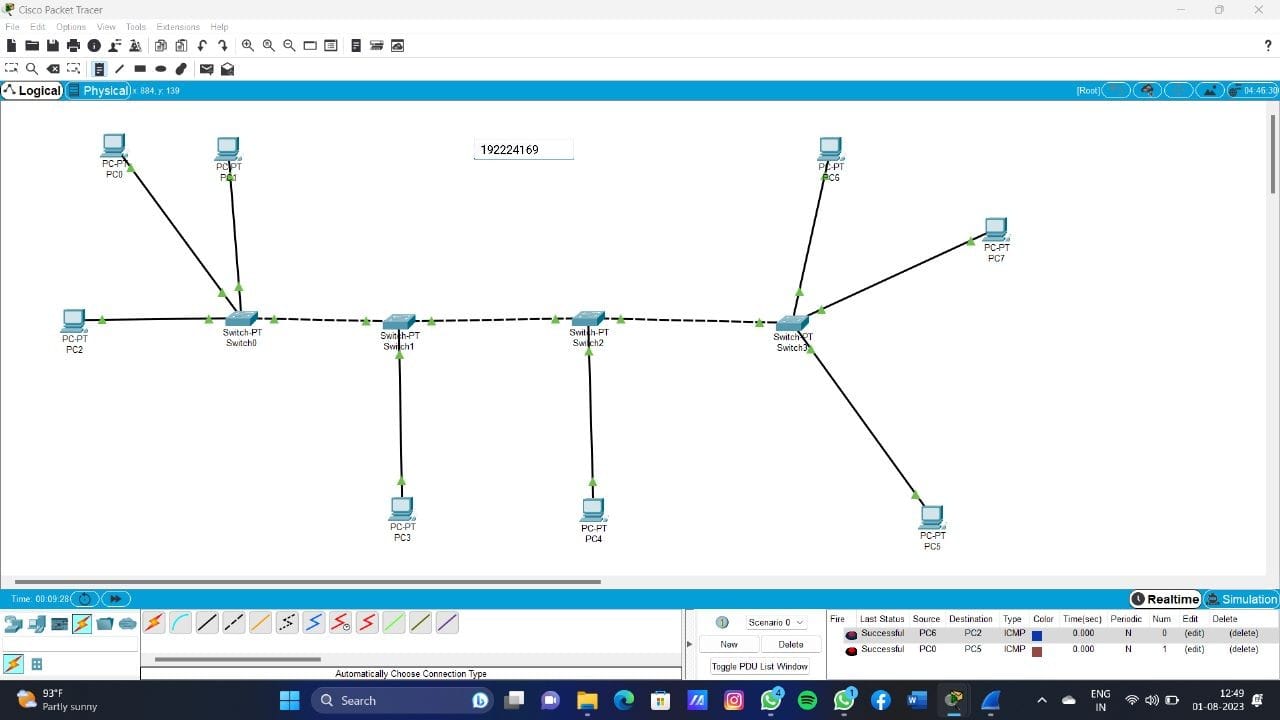 Cisco Packet Tracer
File Edit Options View Tools Extensions Help
?
Logical Physical x: 884, y: 139 [Root] 04:46:30
192224169
PC-PT
PC0
PC-PT
PC1
PC-PT
PC6
PC-PT
PC7
PC-PT
PC2
Switch-PT
Switch0
Switch-PT
Switch1
Switch-PT
Switch2
Switch-PT
Switch3
PC-PT
PC3
PC-PT
PC4
PC-PT
PC5
Time: 00:09:28 Realtime Simulation
Automatically Choose Connection Type
Scenario 0
New Delete
Toggle PDU List Window
Fire Last Status Source Destination Type Color Time(sec) Periodic Num Edit Delete
Successful PC6 PC2 ICMP 0.000 N 0 (edit) (delete)
Successful PC0 PC5 ICMP 0.000 N 1 (edit) (delete)
93°F
Partly sunny
Search
4
1
ENG
IN
12:49
01-08-2023